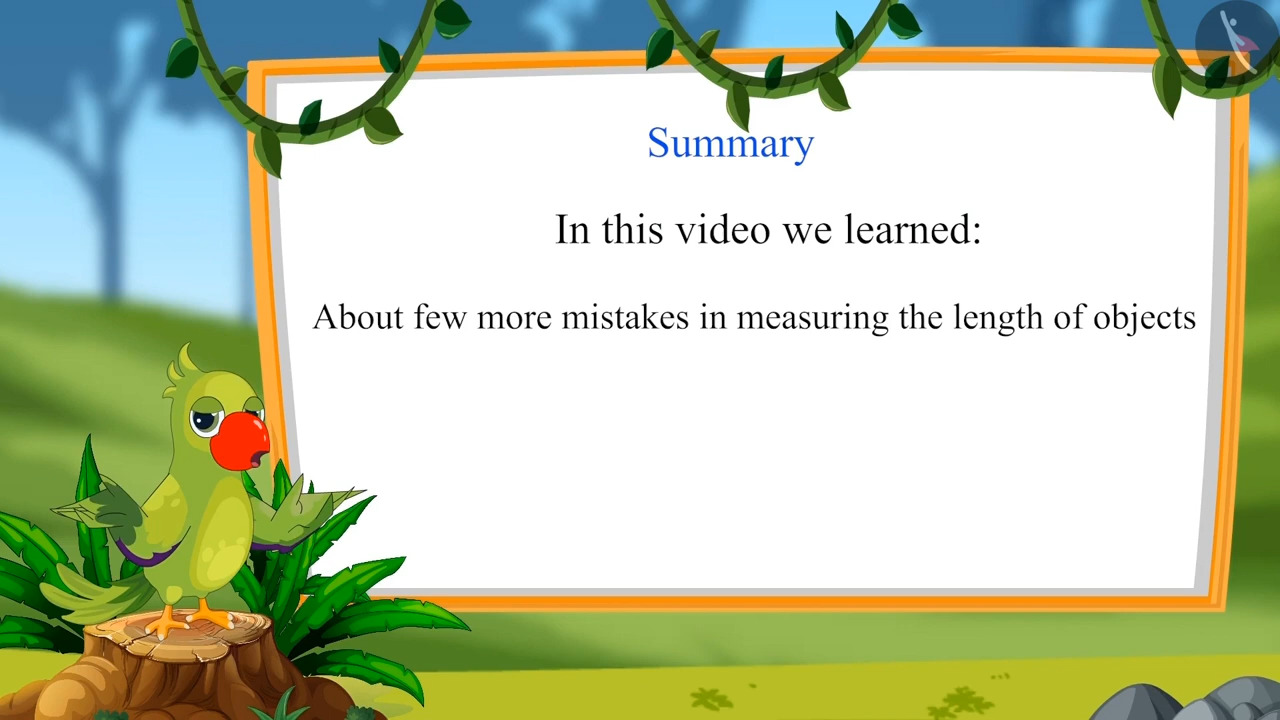 Summary
In this video we learned:
About few more mistakes in measuring the length of objects